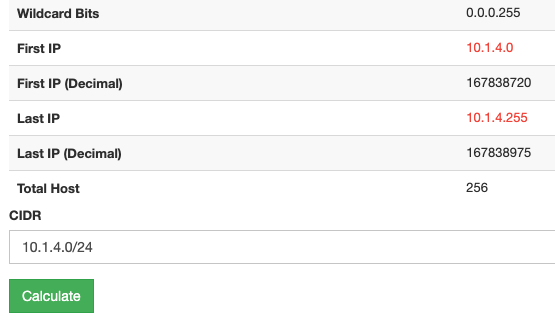 Wildcard Bits 0.0.0.255
First IP 10.1.4.0
First IP (Decimal) 167838720
Last IP 10.1.4.255
Last IP (Decimal) 167838975
Total Host 256
CIDR
10.1.4.0/24
Calculate